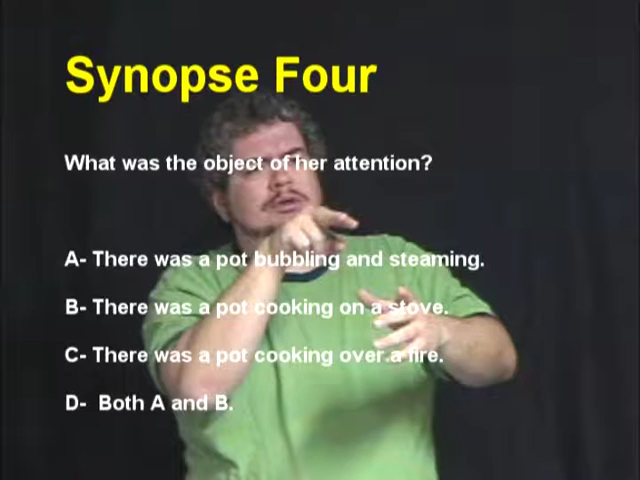 Synopse Four
What was the object of her attention?
A- There was a pot bubbling and steaming.
B- There was a pot cooking on a stove.
C- There was a pot cooking over a fire.
D- Both A and B.